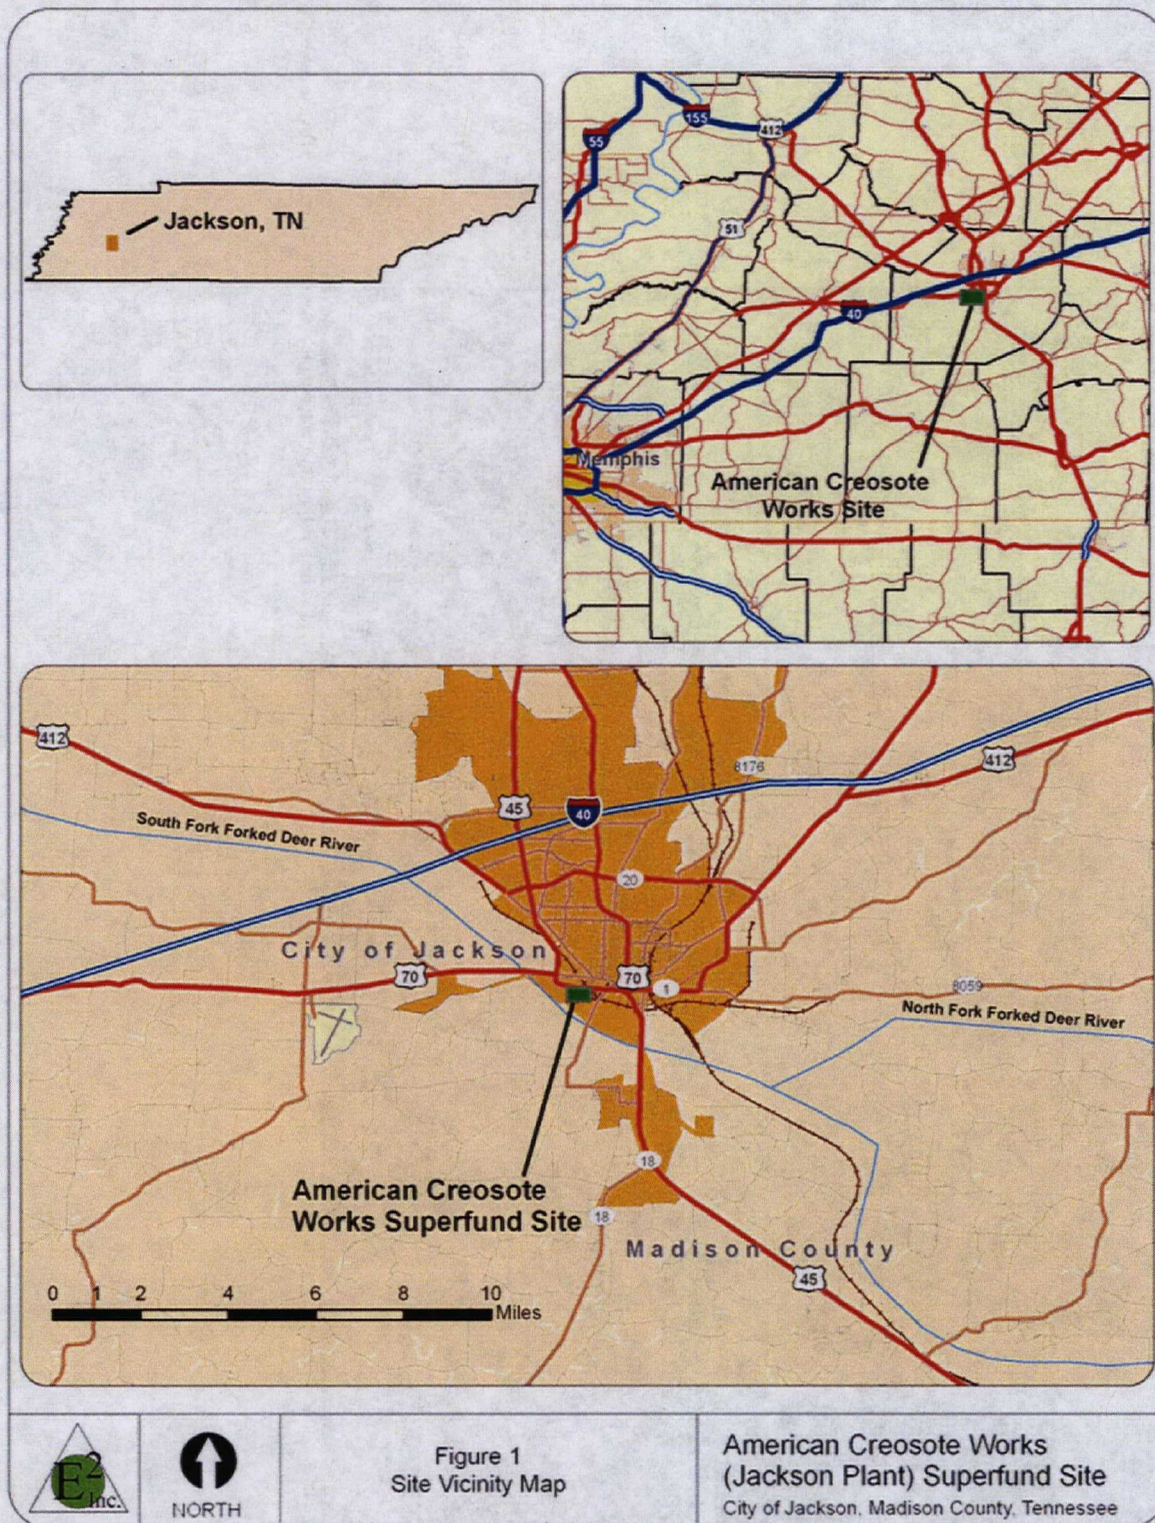 Jackson, TN
55
155
412
51
40
Memphis
American Creosote
Works Site
412
8176
412
45
40
South Fork Forked Deer River
20
City of Jackson
70
70
1
8059
North Fork Forked Deer River
18
American Creosote
Works Superfund Site
18
Madison County
45
0 1 2 4 6 8 10
Miles
E2
Inc.
NORTH
Figure 1
Site Vicinity Map
American Creosote Works
(Jackson Plant) Superfund Site
City of Jackson, Madison County, Tennessee